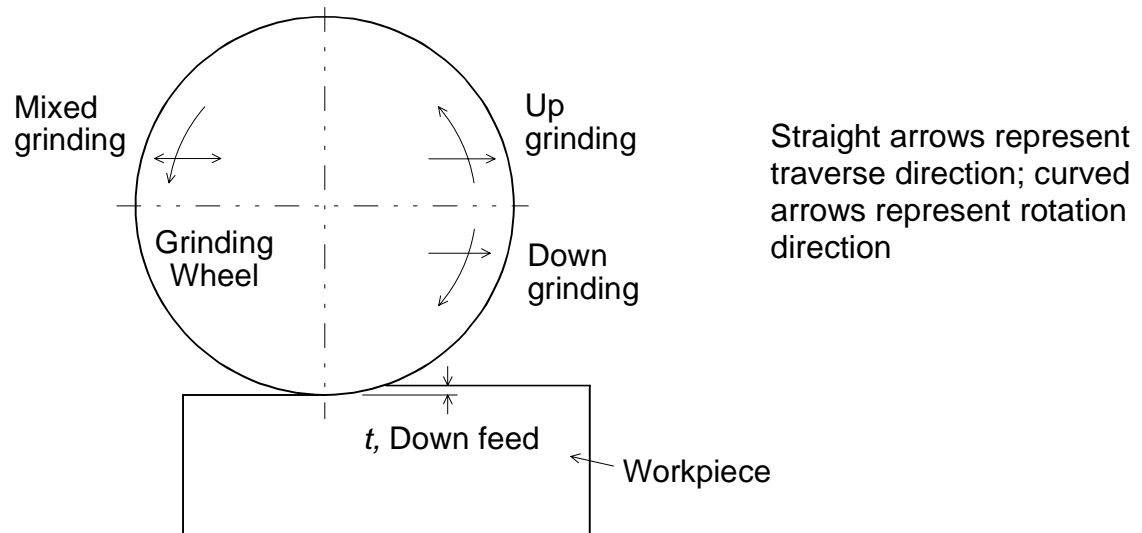 Mixed
grinding
Up
grinding
Straight arrows represent
traverse direction; curved
arrows represent rotation
direction
Grinding
Wheel
Down
grinding
t, Down feed
Workpiece